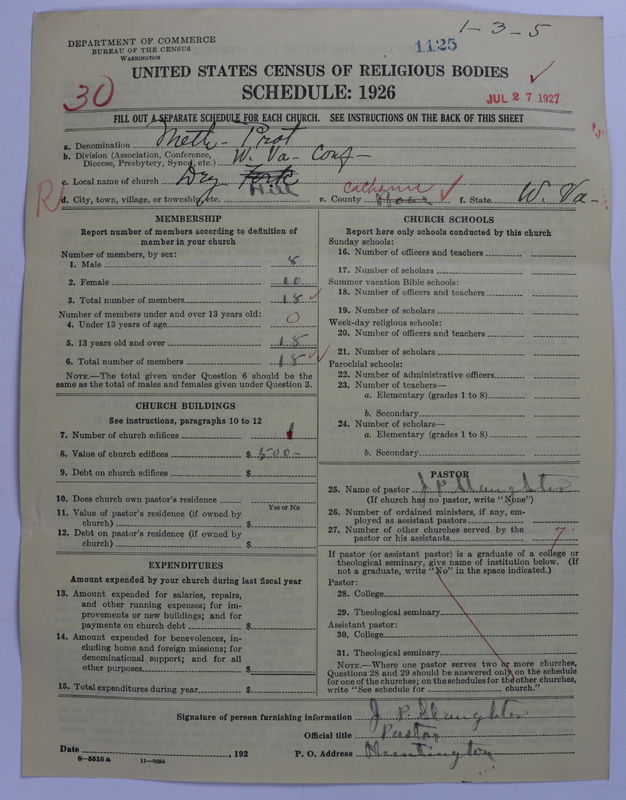 1-3-5
DEPARTMENT OF COMMERCE
BUREAU OF THE CENSUS
WASHINGTON
1125
UNITED STATES CENSUS OF RELIGIOUS BODIES
SCHEDULE: 1926
30
JUL 27 1927
FILL OUT A SEPARATE SCHEDULE FOR EACH CHURCH. SEE INSTRUCTIONS ON THE BACK OF THIS SHEET
a. Denomination Meth- Prot
b. Division (Association, Conference, Diocese, Presbytery, Synod, etc.) W. Va- Conf-
c. Local name of church Dry Fork Hill
R
d. City, town, village, or township, etc. e. County Calhoun f. State W. Va-
MEMBERSHIP
Report number of members according to definition of member in your church
Number of members, by sex:
1. Male 8
2. Female 10
3. Total number of members 18
Number of members under and over 13 years old:
4. Under 13 years of age 0
5. 13 years old and over 18
6. Total number of members 18
NOTE.—The total given under Question 6 should be the same as the total of males and females given under Question 3.
CHURCH BUILDINGS
See instructions, paragraphs 10 to 12
7. Number of church edifices 1
8. Value of church edifices $ 500-
9. Debt on church edifices $
10. Does church own pastor's residence
Yes or No
11. Value of pastor's residence (if owned by church) $
12. Debt on pastor's residence (if owned by church) $
EXPENDITURES
Amount expended by your church during last fiscal year
13. Amount expended for salaries, repairs, and other running expenses; for improvements or new buildings; and for payments on church debt $
14. Amount expended for benevolences, including home and foreign missions; for denominational support; and for all other purposes $
15. Total expenditures during year $
CHURCH SCHOOLS
Report here only schools conducted by this church
Sunday schools:
16. Number of officers and teachers
17. Number of scholars
Summer vacation Bible schools:
18. Number of officers and teachers
19. Number of scholars
Week-day religious schools:
20. Number of officers and teachers
21. Number of scholars
Parochial schools:
22. Number of administrative officers
23. Number of teachers—
a. Elementary (grades 1 to 8)
b. Secondary
24. Number of scholars—
a. Elementary (grades 1 to 8)
b. Secondary
PASTOR
25. Name of pastor J. P. Slaughter
(If church has no pastor, write "None")
26. Number of ordained ministers, if any, employed as assistant pastors
27. Number of other churches served by the pastor or his assistants 7
If pastor (or assistant pastor) is a graduate of a college or theological seminary, give name of institution below. (If not a graduate, write "No" in the space indicated.)
Pastor:
28. College
29. Theological seminary
Assistant pastor:
30. College
31. Theological seminary
NOTE.—Where one pastor serves two or more churches, Questions 28 and 29 should be answered only on the schedule for one of the churches; on the schedules for the other churches, write "See schedule for church."
Signature of person furnishing information J. P. Slaughter
Official title Pastor
Date , 192 P. O. Address Huntington
8-5518 a 11-9084